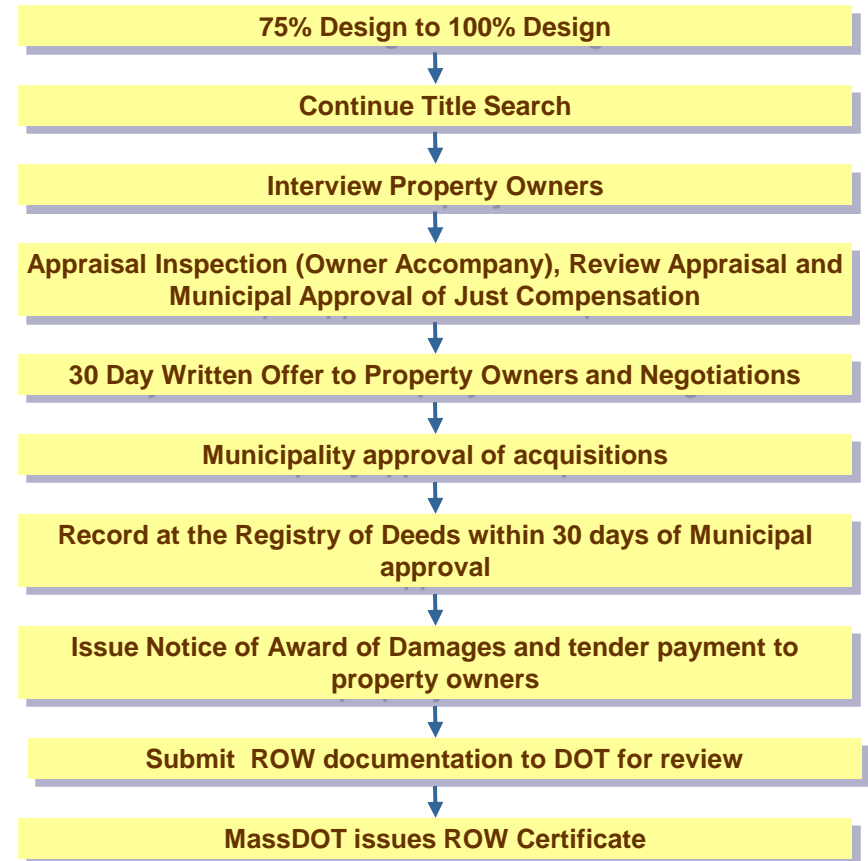 75% Design to 100% Design
Continue Title Search
Interview Property Owners
Appraisal Inspection (Owner Accompany), Review Appraisal and
Municipal Approval of Just Compensation
30 Day Written Offer to Property Owners and Negotiations
Municipality approval of acquisitions
Record at the Registry of Deeds within 30 days of Municipal
approval
Issue Notice of Award of Damages and tender payment to
property owners
Submit ROW documentation to DOT for review
MassDOT issues ROW Certificate